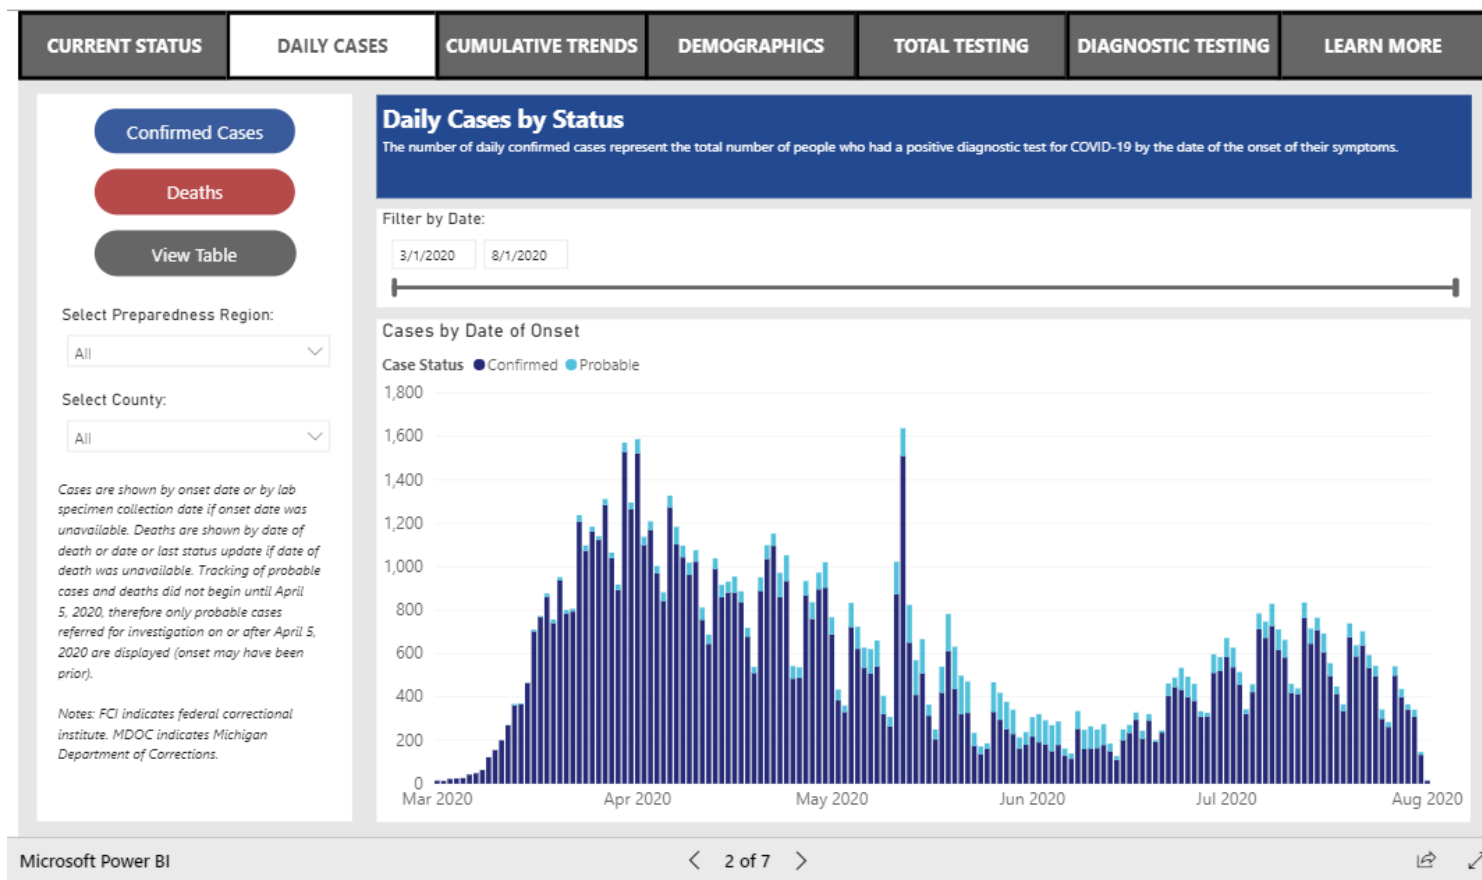 CURRENT STATUS
DAILY CASES
CUMULATIVE TRENDS
DEMOGRAPHICS
TOTAL TESTING
DIAGNOSTIC TESTING
LEARN MORE
Confirmed Cases
Deaths
View Table
Select Preparedness Region:
All
Select County:
All
Cases are shown by onset date or by lab
specimen collection date if onset date was
unavailable. Deaths are shown by date of
death or date or last status update if date of
death was unavailable. Tracking of probable
cases and deaths did not begin until April
5, 2020, therefore only probable cases
referred for investigation on or after April 5,
2020 are displayed (onset may have been
prior).
Notes: FCI indicates federal correctional
institute. MDOC indicates Michigan
Department of Corrections.
Daily Cases by Status
The number of daily confirmed cases represent the total number of people who had a positive diagnostic test for COVID-19 by the date of the onset of their symptoms.
Filter by Date:
3/1/2020 8/1/2020
Cases by Date of Onset
Case Status Confirmed Probable
1,800
1,600
1,400
1,200
1,000
800
600
400
200
0
Mar 2020 Apr 2020 May 2020 Jun 2020 Jul 2020 Aug 2020
Microsoft Power BI
2 of 7